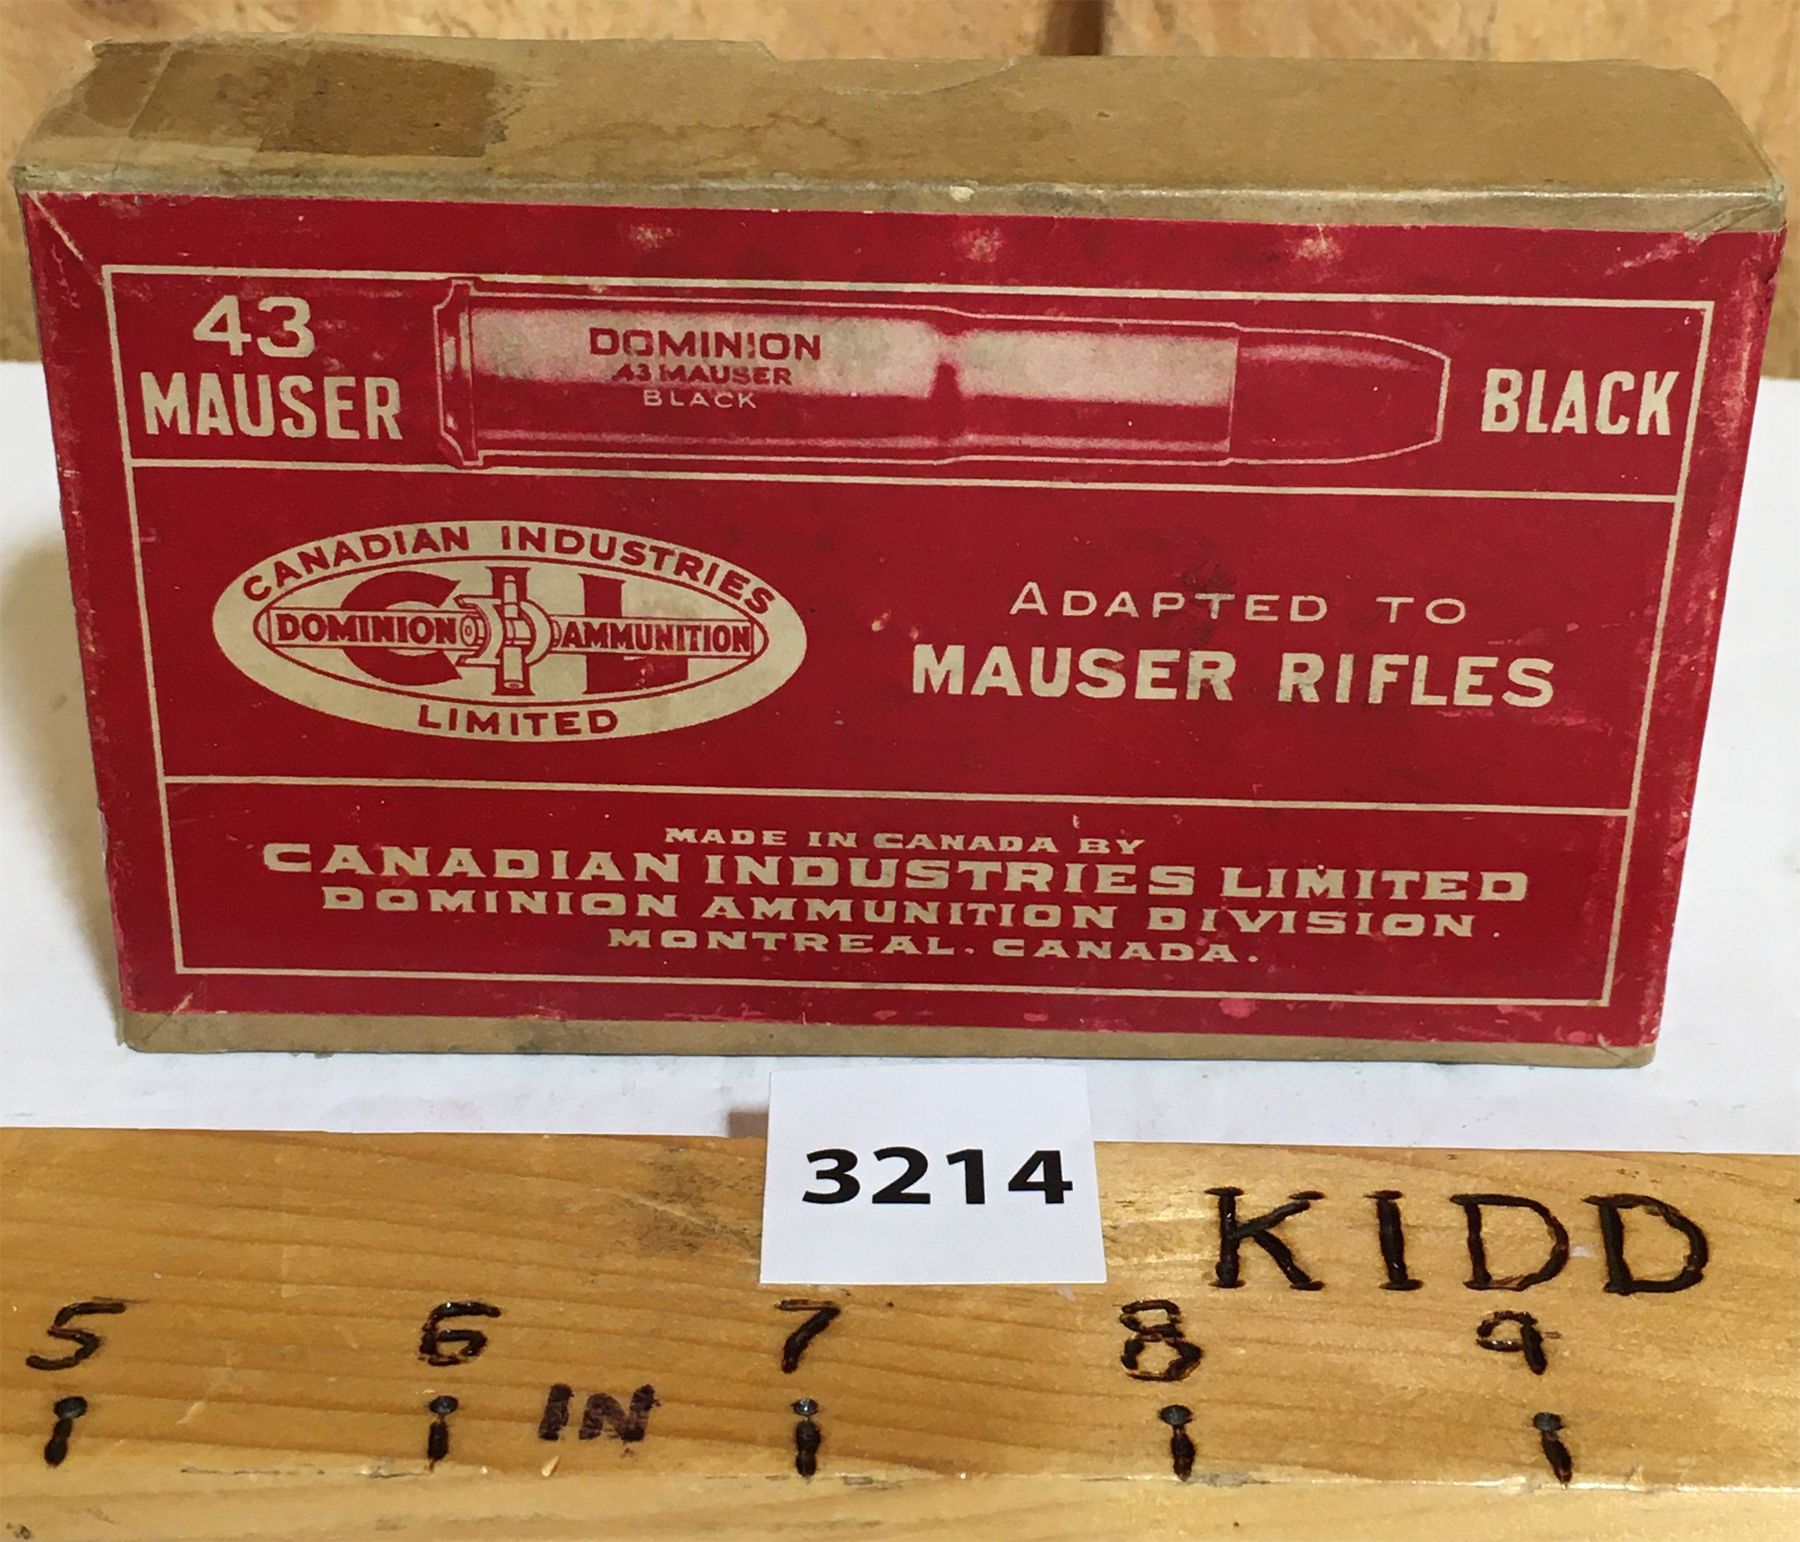 43
MAUSER
DOMINION
43 MAUSER
BLACK
BLACK
CANADIAN INDUSTRIES
CIL
DOMINION AMMUNITION
LIMITED
ADAPTED TO
MAUSER RIFLES
MADE IN CANADA BY
CANADIAN INDUSTRIES LIMITED
DOMINION AMMUNITION DIVISION
MONTREAL. CANADA.
3214
KIDD
5 6 7 8 9
IN